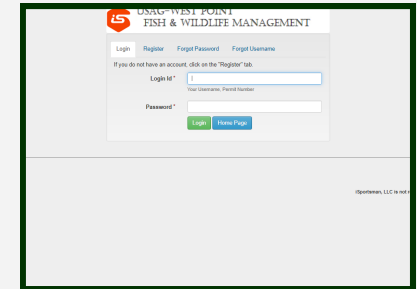 iS
USAG-WEST POINT
FISH & WILDLIFE MANAGEMENT
Login Register Forgot Password Forgot Username
If you do not have an account, click on the "Register" tab.
Login Id *
Your Username, Permit Number
Password *
Login Home Page
iSportsman, LLC is not r